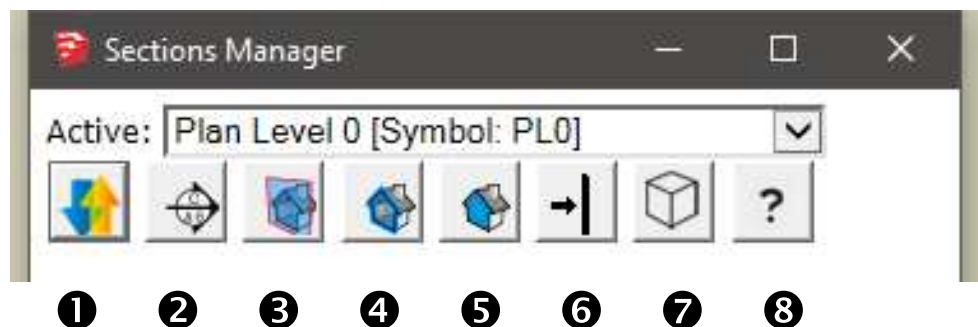 Sections Manager
Active: Plan Level 0 [Symbol: PL0]
C
A B
?
❶ ❷ ❸ ❹ ❺ ❻ ❼ ❽